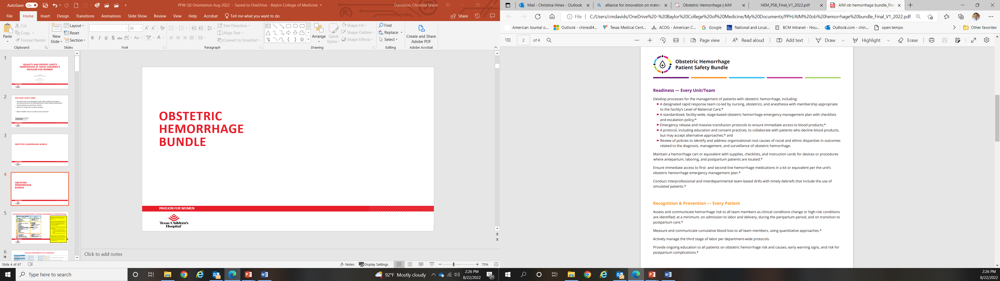 AutoSave On
PFW QS Orientation Aug 2022 - Saved to OneDrive - Baylor College of Medicine
Davidson, Christina Marie
File Home Insert Design Transitions Animations Slide Show Review View Help Acrobat Tell me what you want to do Share
Paste
Cut
Copy
Format Painter
Clipboard
New Slide
Layout
Reset
Section
Slides
36
Font
Text Direction
Align Text
Convert to SmartArt
Paragraph
Arrange
Quick Styles
Shape Fill
Shape Outline
Shape Effects
Drawing
Find
Replace
Select
Editing
Create and Share
Adobe PDF
Adobe Acrobat
1
QUALITY AND PATIENT SAFETY
ORIENTATION AT TEXAS CHILDREN'S
PAVILION FOR WOMEN
2
PFW DAILY SAFETY BRIEF
3
OBSTETRIC HEMORRHAGE BUNDLE
4
OBSTETRIC
HEMORRHAGE
BUNDLE
5
RECOGNITION & PREVENTION: PPH RISK ASSESSMENT & STRATIFICATION
6
PPH RISK ASSESSMENT EPIC FLOWSHEET
OBSTETRIC
HEMORRHAGE
BUNDLE
PAVILION FOR WOMEN
Texas Children's
Hospital
Click to add notes
Slide 4 of 67
Notes Display Settings 70%
Type here to search
92°F Mostly cloudy
2:26 PM
8/22/2022
21
Mail - Christina Hines - Outlook
alliance for innovation on matern
Obstetric Hemorrhage | AIM
HEM_PSB_Final_V1_2022.pdf
AIM ob hemorrhage bundle_Fina
File C:/Users/cmdavids/OneDrive%20-%20Baylor%20College%20of%20Medicine/My%20Documents/PPH/AIM%20ob%20hemorrhage%20bundle_Final_V1_2022.pdf
American Journal o... Outlook - chines84... Texas Medical Cent... ACOG - American C... Google National and Local... BCM Intranet - Hou... Outlook.com - chin... open tempo Other favorites
2 of 4 Page view Read aloud Add text Draw Highlight Erase
Obstetric Hemorrhage
Patient Safety Bundle
Readiness — Every Unit/Team
Develop processes for the management of patients with obstetric hemorrhage, including:
► A designated rapid response team co-led by nursing, obstetrics, and anesthesia with membership appropriate
to the facility's Level of Maternal Care;*
► A standardized, facility-wide, stage-based obstetric hemorrhage emergency management plan with checklists
and escalation policy;*
► Emergency release and massive transfusion protocols to ensure immediate access to blood products;*
► A protocol, including education and consent practices, to collaborate with patients who decline blood products,
but may accept alternative approaches;* and
► Review of policies to identify and address organizational root causes of racial and ethnic disparities in outcomes
related to the diagnosis, management, and surveillance of obstetric hemorrhage.
Maintain a hemorrhage cart or equivalent with supplies, checklists, and instruction cards for devices or procedures
where antepartum, laboring, and postpartum patients are located.*
Ensure immediate access to first- and second-line hemorrhage medications in a kit or equivalent per the unit's
obstetric hemorrhage emergency management plan.*
Conduct interprofessional and interdepartmental team-based drills with timely debriefs that include the use of
simulated patients.*
Recognition & Prevention — Every Patient
Assess and communicate hemorrhage risk to all team members as clinical conditions change or high-risk conditions
are identified; at a minimum, on admission to labor and delivery, during the peripartum period, and on transition to
postpartum care.*
Measure and communicate cumulative blood loss to all team members, using quantitative approaches.*
Actively manage the third stage of labor per department-wide protocols.
Provide ongoing education to all patients on obstetric hemorrhage risk and causes, early warning signs, and risk for
postpartum complications.*
2:26 PM
8/22/2022